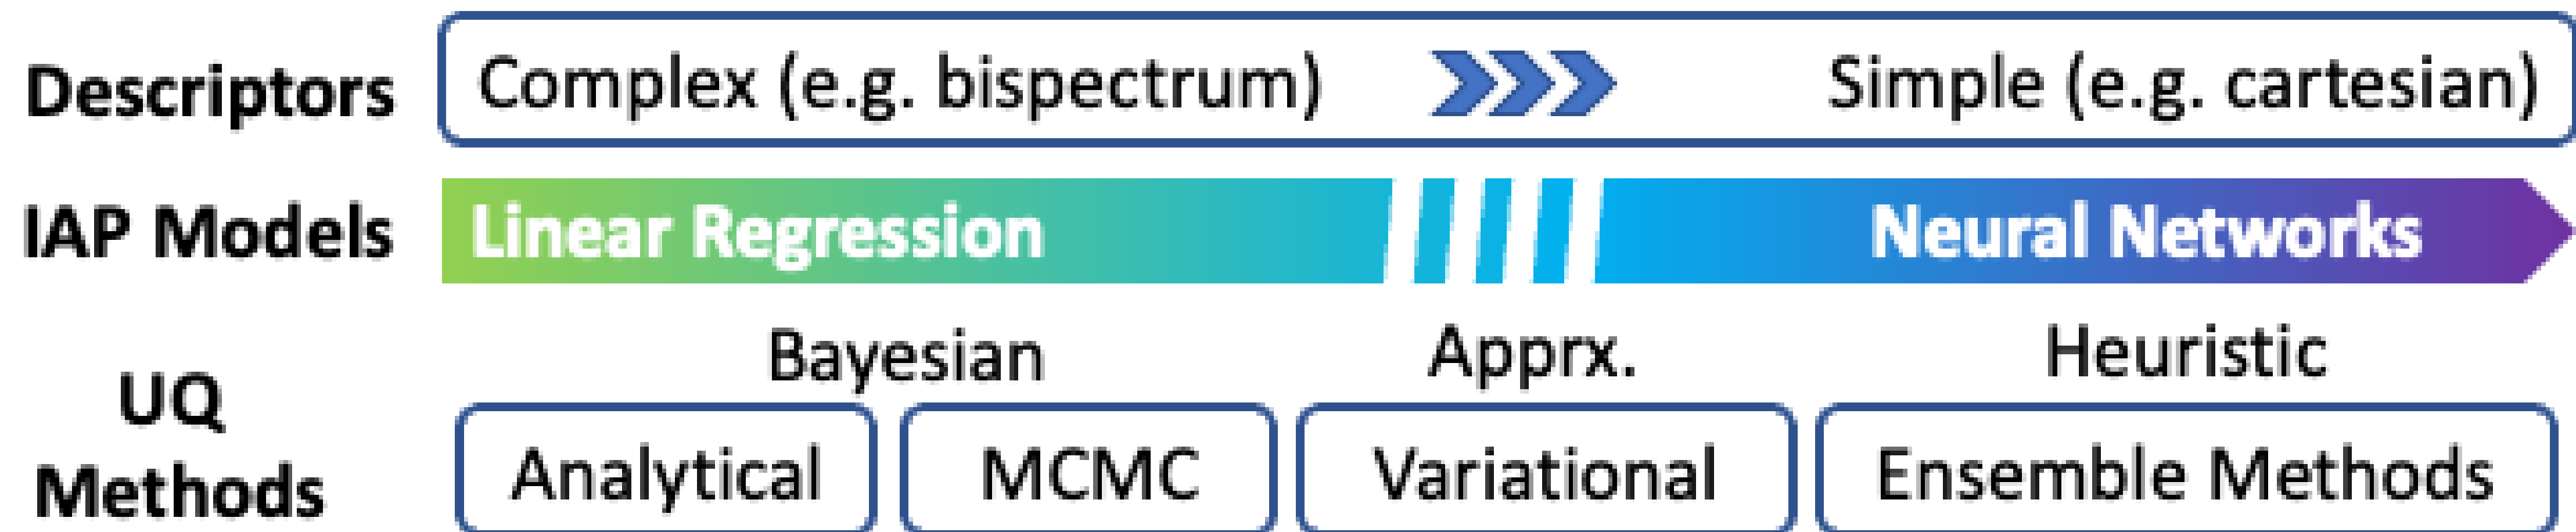 Descriptors Complex (e.g. bispectrum) Simple (e.g. cartesian)
IAP Models Linear Regression Neural Networks
UQ Methods
Bayesian Apprx. Heuristic
Analytical MCMC Variational Ensemble Methods